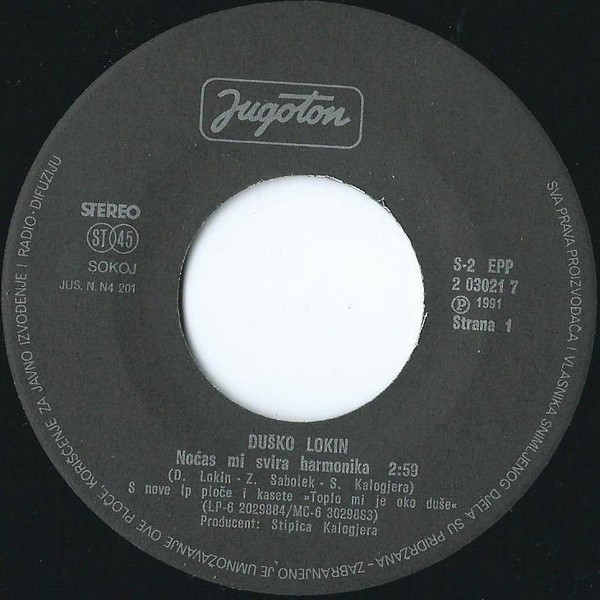 Jugoton
STEREO
ST 45
SOKOJ
JUS. N. N4 201
S-2 EPP
2 03021 7
Ⓟ 1991
Strana 1
DUŠKO LOKIN
Noćas mi svira harmonika 2:59
(D. Lokin - Z. Sabolek - S. Kalogjera)
S nove lp ploče i kasete »Toplo mi je oko duše«
(LP-6 2029884/MC-6 3029883)
Producent: Stipica Kalogjera
SVA PRAVA PROIZVOĐAČA I VLASNIKA SNIMLJENOG DJELA SU PRIDRŽANA - ZABRANJENO JE UMNOŽAVANJE OVE PLOČE, KORIŠĆENJE ZA JAVNO IZVOĐENJE I RADIO-DIFUZIJU